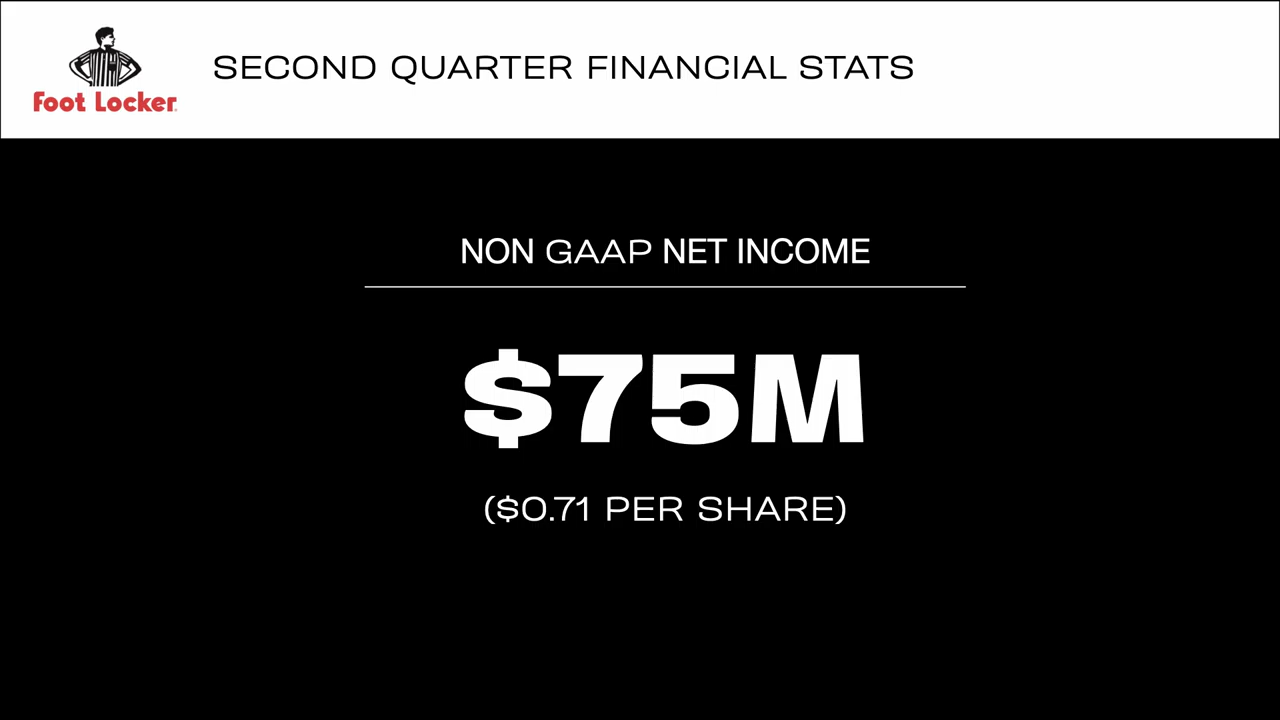 Foot Locker
SECOND QUARTER FINANCIAL STATS
NON GAAP NET INCOME
$75M
($0.71 PER SHARE)